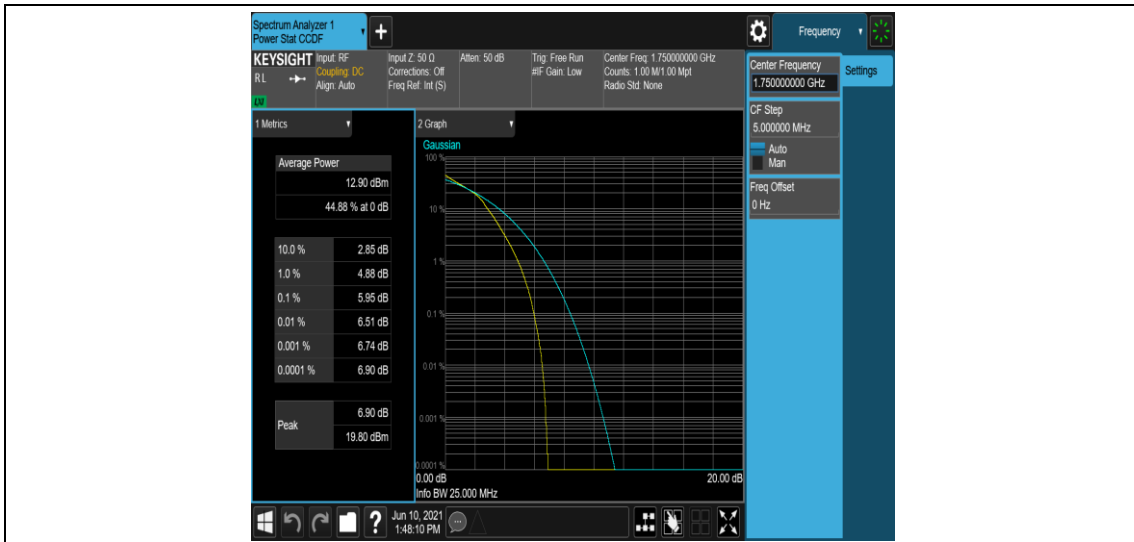 Spectrum Analyzer 1
Power Stat CCDF
Frequency
KEYSIGHT
RL
LXI
Input: RF
Coupling: DC
Align: Auto
Input Z: 50 Ω
Corrections: Off
Freq Ref: Int (S)
Atten: 50 dB
Trig: Free Run
#IF Gain: Low
Center Freq: 1.750000000 GHz
Counts: 1.00 M/1.00 Mpt
Radio Std: None
Center Frequency
1.750000000 GHz
Settings
CF Step
5.000000 MHz
Auto
Man
Freq Offset
0 Hz
1 Metrics
Average Power
12.90 dBm
44.88 % at 0 dB
10.0 % 2.85 dB
1.0 % 4.88 dB
0.1 % 5.95 dB
0.01 % 6.51 dB
0.001 % 6.74 dB
0.0001 % 6.90 dB
Peak 6.90 dB
19.80 dBm
2 Graph
Gaussian
100 %
10 %
1 %
0.1 %
0.01 %
0.001 %
0.0001 %
0.00 dB 20.00 dB
Info BW 25.000 MHz
?
Jun 10, 2021
1:48:10 PM